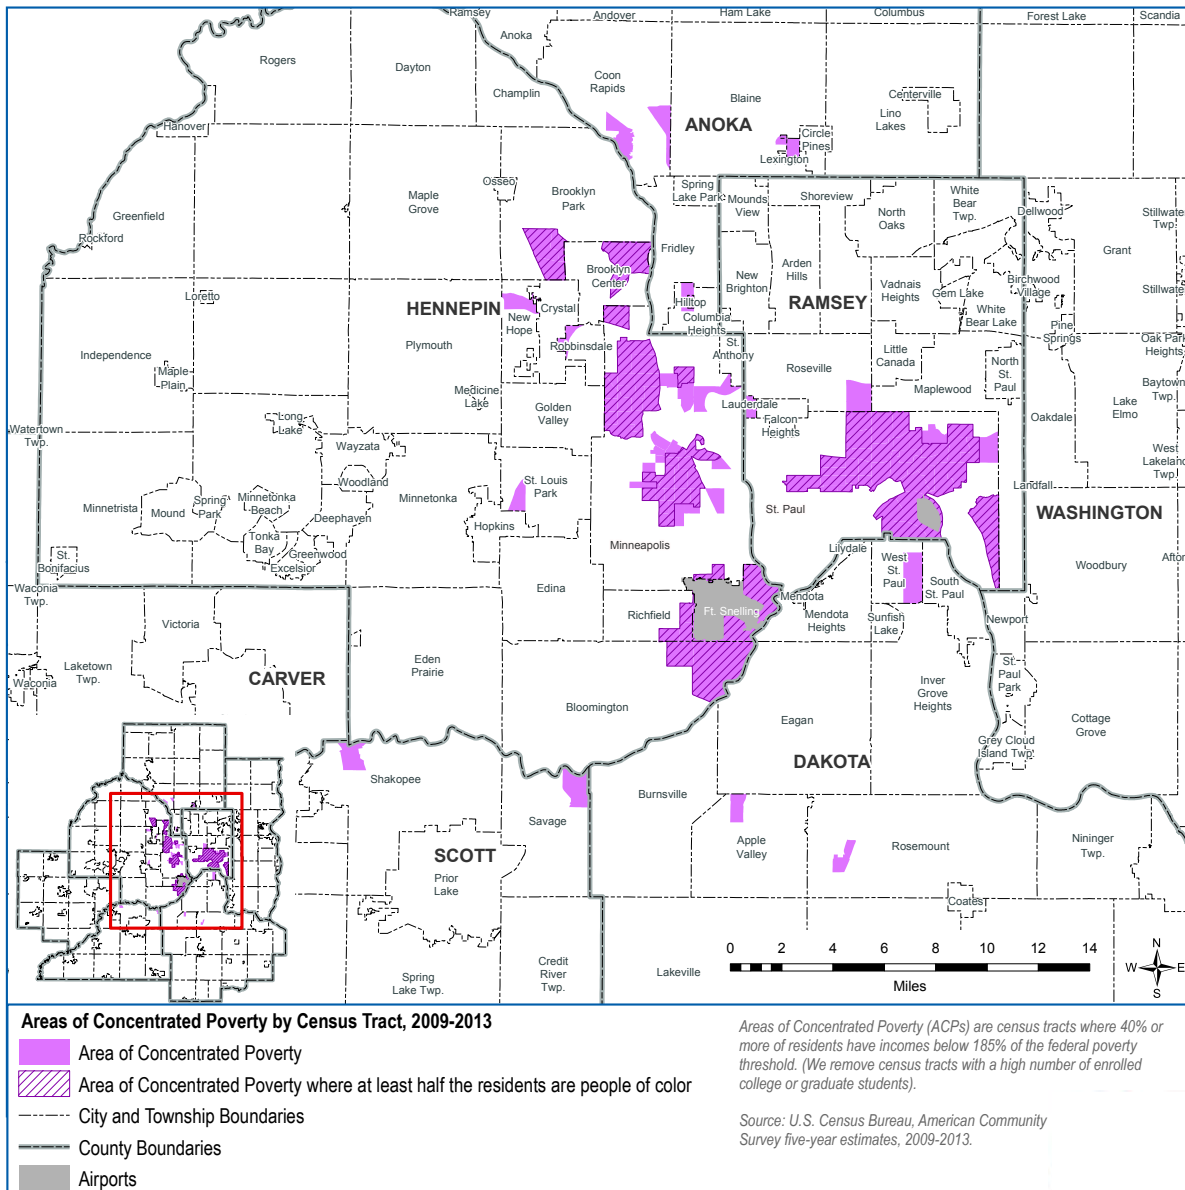 Ramsey
Andover
Ham Lake
Columbus
Forest Lake
Scandia
Anoka
Rogers
Dayton
Coon
Rapids
Champlin
Blaine
Centerville
Lino
Lakes
ANOKA
Hanover
Circle
Pines
Lexington
Osseo
Maple
Grove
Brooklyn
Park
Spring
Lake Park
Mounds
View
Shoreview
White
Bear
Twp.
North
Oaks
Dellwood
Stillwater
Twp.
Greenfield
Rockford
Fridley
Grant
Arden
Hills
New
Brighton
Brooklyn
Center
Vadnais
Heights
Gem Lake
Birchwood
Village
Stillwater
Loretto
HENNEPIN
Crystal
New
Hope
Hilltop
Columbia
Heights
RAMSEY
White
Bear Lake
Pine
Springs
Independence
Plymouth
Robbinsdale
St.
Anthony
Oak Park
Heights
Maple
Plain
Roseville
Little
Canada
North
St.
Paul
Maplewood
Baytown
Twp.
Medicine
Lake
Golden
Valley
Lauderdale
Falcon
Heights
Oakdale
Lake
Elmo
Long
Lake
Watertown
Twp.
Wayzata
West
Lakeland
Twp.
Woodland
St. Louis
Park
Landfall
Minnetonka
Minnetonka
Beach
Spring
Park
Minnetrista
Mound
Deephaven
Hopkins
St. Paul
WASHINGTON
Tonka
Bay
Greenwood
Excelsior
Minneapolis
Lilydale
St.
Bonifacius
West
St.
Paul
South
St. Paul
Woodbury
Afton
Waconia
Twp.
Edina
Mendota
Mendota
Heights
Sunfish
Lake
Newport
Victoria
Richfield
Ft. Snelling
Laketown
Twp.
Waconia
CARVER
Eden
Prairie
St.
Paul
Park
Inver
Grove
Heights
Bloomington
Eagan
Cottage
Grove
Grey Cloud
Island Twp.
DAKOTA
Shakopee
Burnsville
Savage
Apple
Valley
Rosemount
Nininger
Twp.
SCOTT
Prior
Lake
Coates
Credit
River
Twp.
Spring
Lake Twp.
Lakeville
0 2 4 6 8 10 12 14
Miles
N
W E
S
Areas of Concentrated Poverty by Census Tract, 2009-2013
Area of Concentrated Poverty
Area of Concentrated Poverty where at least half the residents are people of color
City and Township Boundaries
County Boundaries
Airports
Areas of Concentrated Poverty (ACPs) are census tracts where 40% or
more of residents have incomes below 185% of the federal poverty
threshold. (We remove census tracts with a high number of enrolled
college or graduate students).
Source: U.S. Census Bureau, American Community
Survey five-year estimates, 2009-2013.